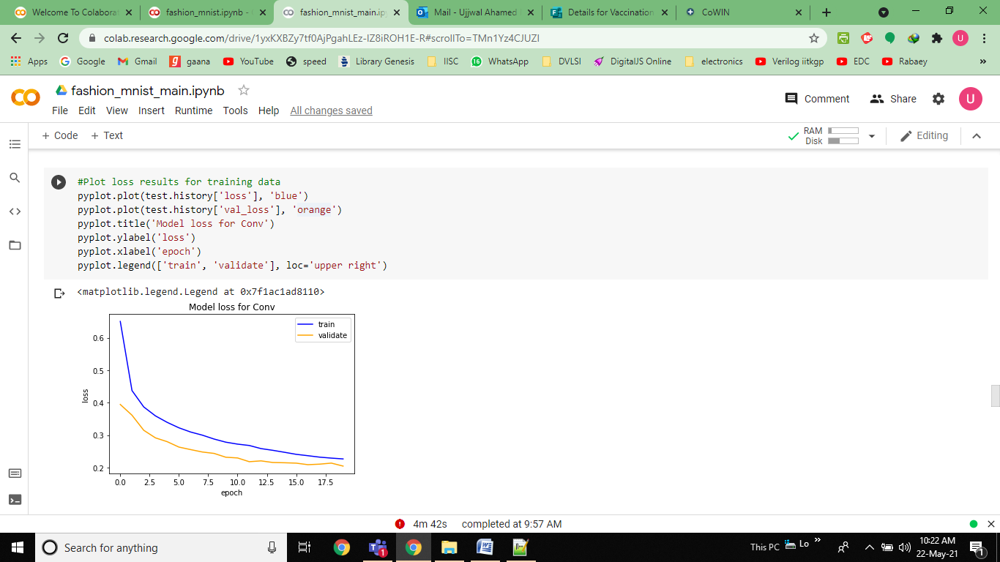 Welcome To Colaborat
fashion_mnist.ipynb -
fashion_mnist_main.ip
Mail - Ujjwal Ahamed
Details for Vaccination
CoWIN
colab.research.google.com/drive/1yxKXBZy7tf0AjPgahLEz-IZ8iROH1E-R#scrollTo=TMn1Yz4CJUZI
U
Apps
Google
Gmail
gaana
YouTube
speed
Library Genesis
IISC
16
WhatsApp
DVLSI
DigitalJS Online
electronics
Verilog iitkgp
EDC
Rabaey
»
fashion_mnist_main.ipynb
Comment
Share
U
File Edit View Insert Runtime Tools Help All changes saved
+ Code + Text
RAM
Disk
Editing
#Plot loss results for training data
pyplot.plot(test.history['loss'], 'blue')
pyplot.plot(test.history['val_loss'], 'orange')
pyplot.title('Model loss for Conv')
pyplot.ylabel('loss')
pyplot.xlabel('epoch')
pyplot.legend(['train', 'validate'], loc='upper right')
<matplotlib.legend.Legend at 0x7f1ac1ad8110>
Model loss for Conv
train
validate
0.6
0.5
0.4
0.3
0.2
loss
0.0 2.5 5.0 7.5 10.0 12.5 15.0 17.5
epoch
4m 42s completed at 9:57 AM
Search for anything
1
This PC
Lo
»
10:22 AM
22-May-21
1